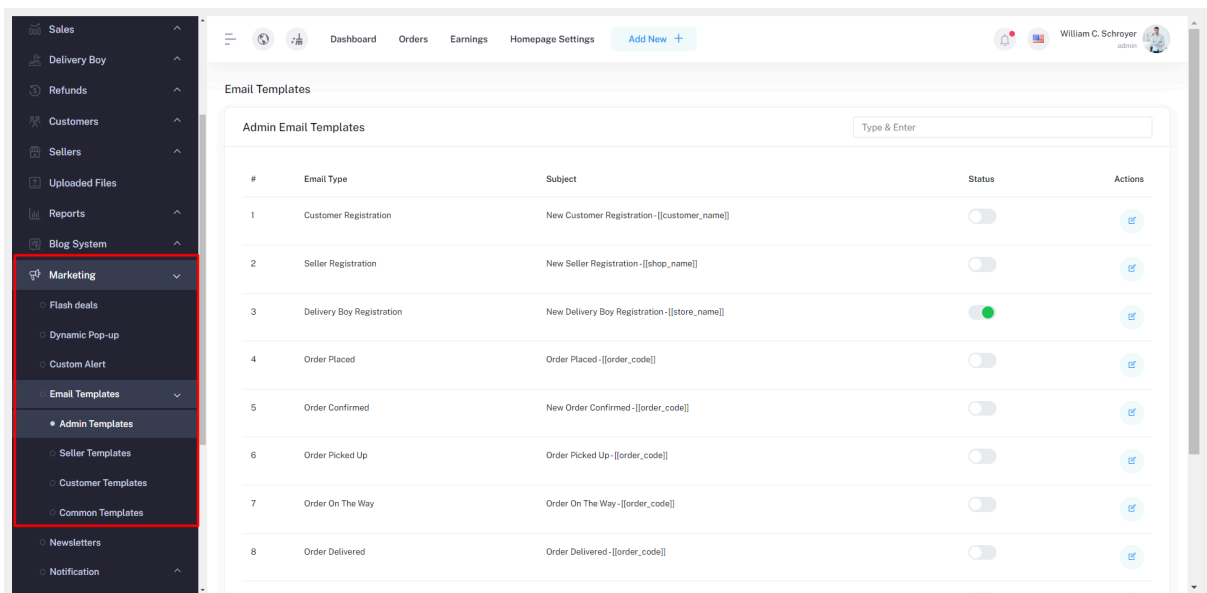 Sales
Delivery Boy
Refunds
Customers
Sellers
Uploaded Files
Reports
Blog System
Marketing
Flash deals
Dynamic Pop-up
Custom Alert
Email Templates
Admin Templates
Seller Templates
Customer Templates
Common Templates
Newsletters
Notification
Dashboard Orders Earnings Homepage Settings Add New +
William C. Schroyer
admin
Email Templates
Admin Email Templates Type & Enter
# Email Type Subject Status Actions
1 Customer Registration New Customer Registration - [[customer_name]]
2 Seller Registration New Seller Registration - [[shop_name]]
3 Delivery Boy Registration New Delivery Boy Registration - [[store_name]]
4 Order Placed Order Placed - [[order_code]]
5 Order Confirmed New Order Confirmed - [[order_code]]
6 Order Picked Up Order Picked Up - [[order_code]]
7 Order On The Way Order On The Way - [[order_code]]
8 Order Delivered Order Delivered - [[order_code]]